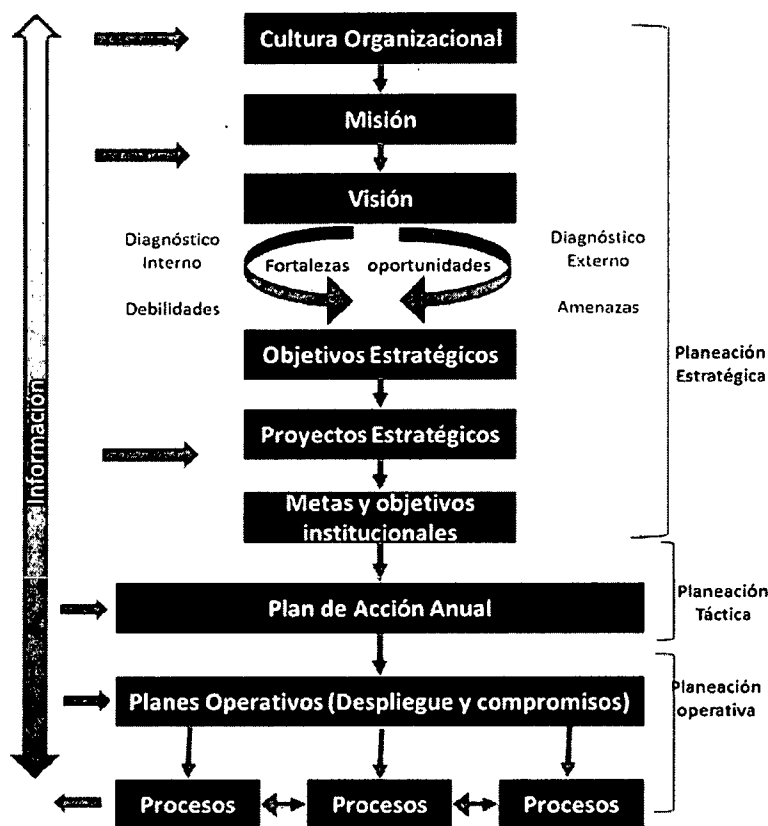 Cultura Organizacional
Misión
Visión
Diagnóstico
Interno
Fortalezas
oportunidades
Diagnóstico
Externo
Debilidades
Amenazas
Objetivos Estratégicos
Planeación
Estratégica
Proyectos Estratégicos
Información
Metas y objetivos
institucionales
Plan de Acción Anual
Planeación
Táctica
Planes Operativos (Despliegue y compromisos)
Planeación
operativa
Procesos
Procesos
Procesos